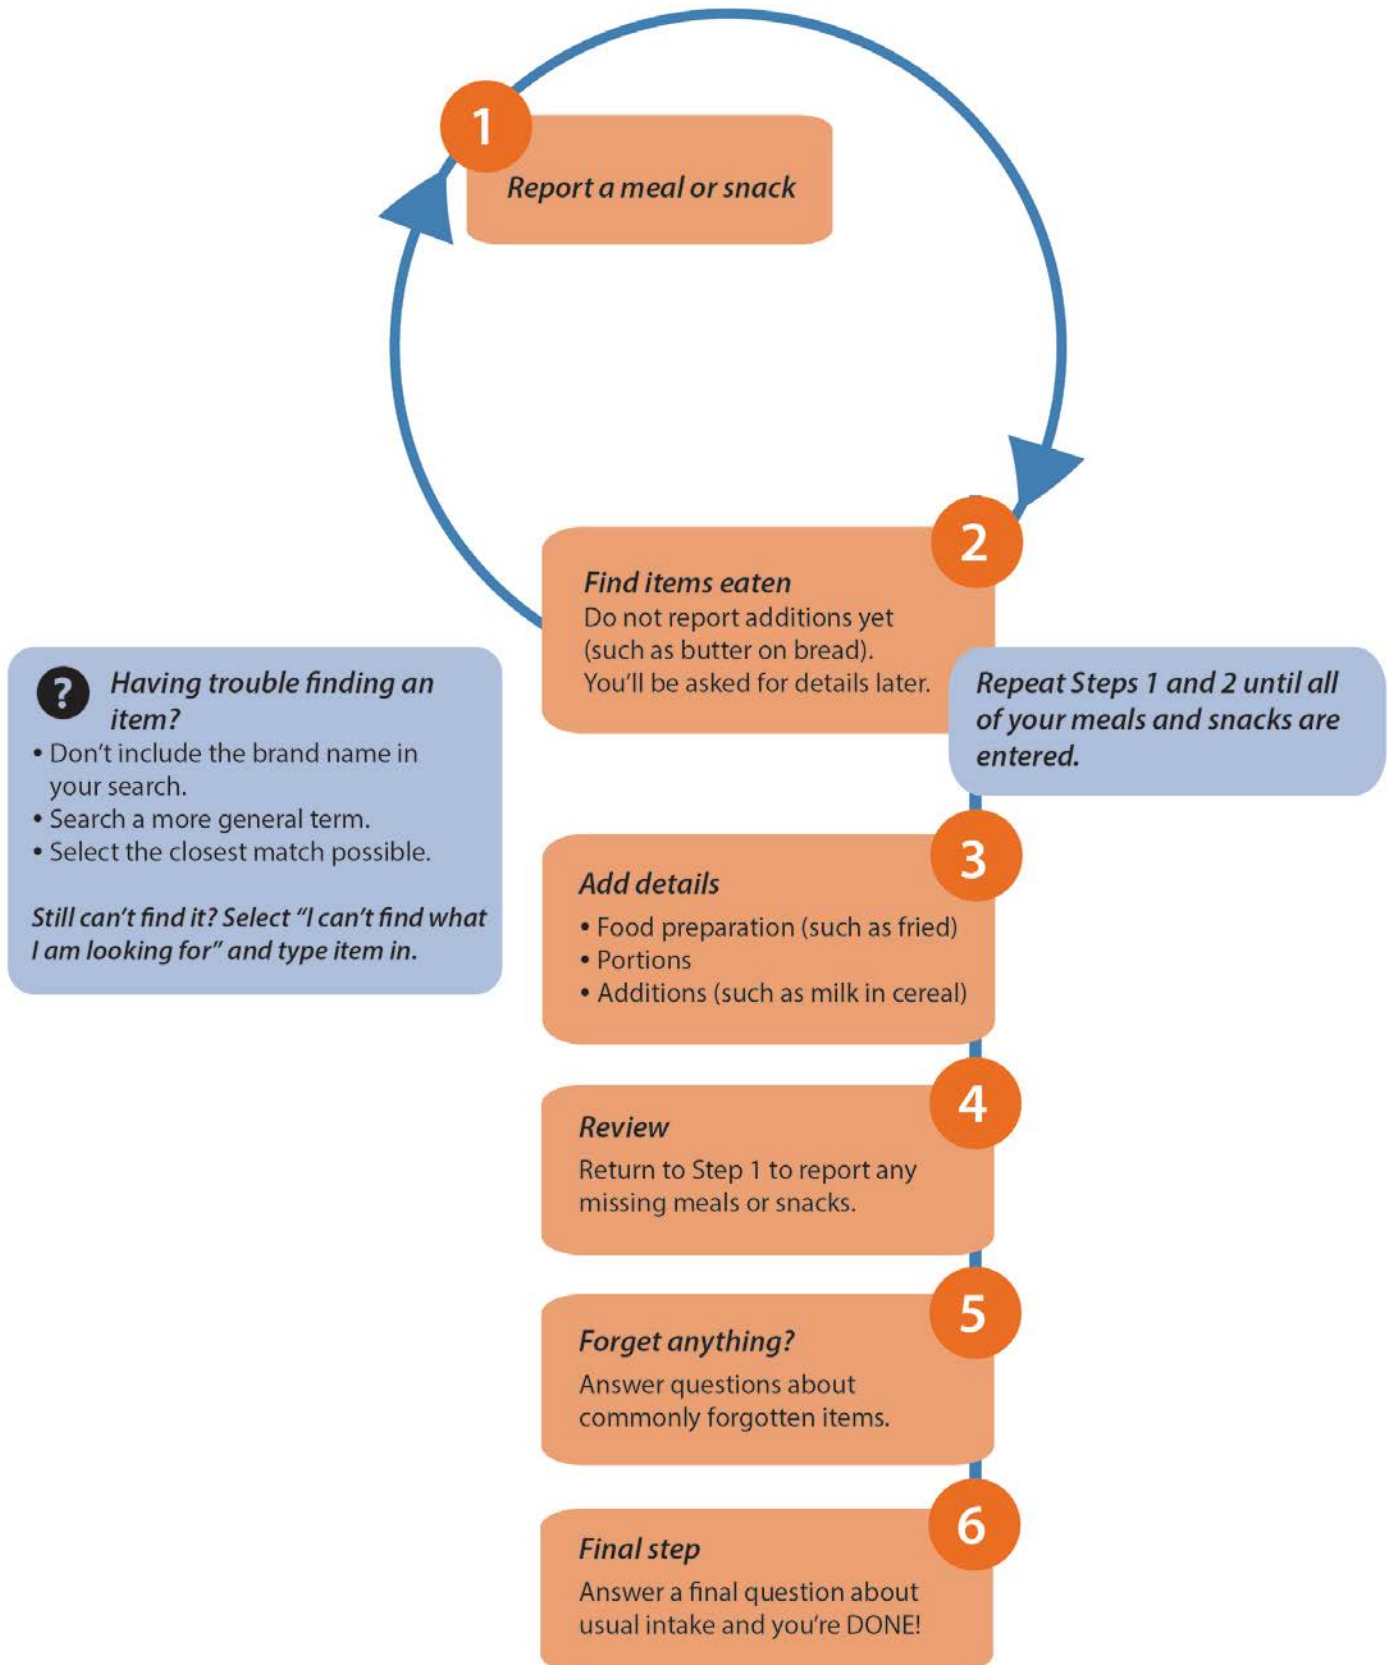 1
Report a meal or snack
2
Find items eaten
Do not report additions yet
(such as butter on bread).
You’ll be asked for details later.
Repeat Steps 1 and 2 until all
of your meals and snacks are
entered.
? Having trouble finding an
item?
• Don’t include the brand name in
your search.
• Search a more general term.
• Select the closest match possible.
Still can’t find it? Select “I can’t find what
I am looking for” and type item in.
3
Add details
• Food preparation (such as fried)
• Portions
• Additions (such as milk in cereal)
4
Review
Return to Step 1 to report any
missing meals or snacks.
5
Forget anything?
Answer questions about
commonly forgotten items.
6
Final step
Answer a final question about
usual intake and you’re DONE!